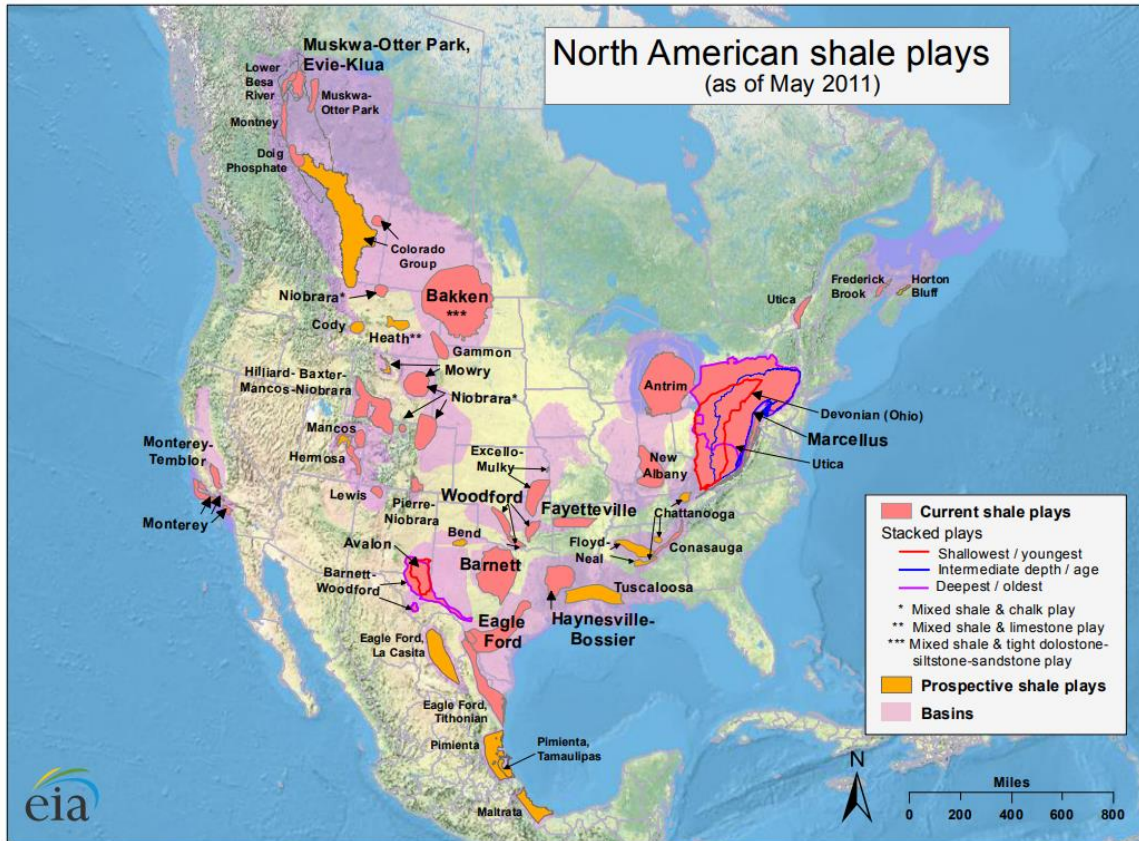 North American shale plays
(as of May 2011)
Muskwa-Otter Park,
Evie-Klua
Lower
Besa
River
Muskwa-
Otter Park
Montney
Doig
Phosphate
Colorado
Group
Niobrara*
Bakken
***
Cody
Heath**
Gammon
Mowry
Hilliard- Baxter-
Mancos-Niobrara
Niobrara*
Mancos
Hermosa
Monterey-
Temblor
Monterey
Lewis
Pierre-
Niobrara
Excello-
Mulky
Woodford
Fayetteville
Bend
Avalon
Barnett
Barnett-
Woodford
Antrim
New
Albany
Chattanooga
Floyd-
Neal
Conasauga
Tuscaloosa
Haynesville-
Bossier
Eagle
Ford
Eagle Ford,
La Casita
Eagle Ford,
Tithonian
Pimienta
Pimienta,
Tamaulipas
Maltrata
Utica
Frederick
Brook
Horton
Bluff
Devonian (Ohio)
Marcellus
Utica
Current shale plays
Stacked plays
Shallowest / youngest
Intermediate depth / age
Deepest / oldest
* Mixed shale & chalk play
** Mixed shale & limestone play
*** Mixed shale & tight dolostone-
siltstone-sandstone play
Prospective shale plays
Basins
N
Miles
0 200 400 600 800
eia